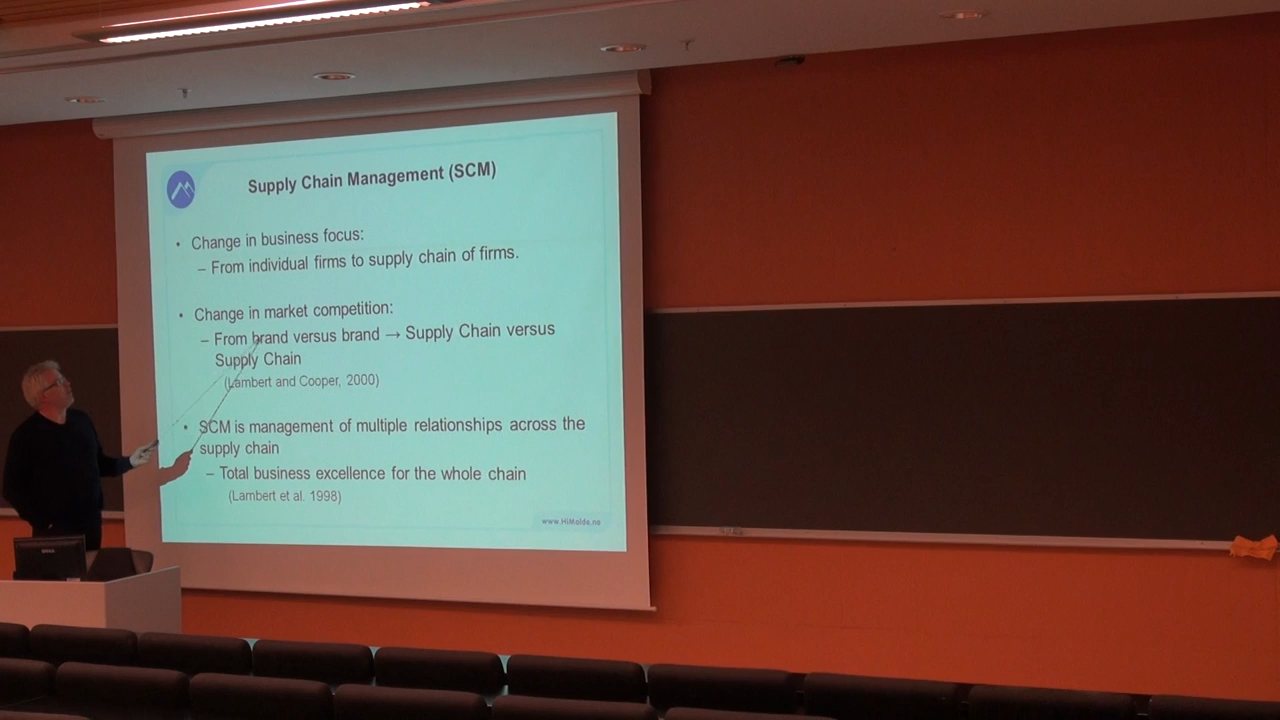 Supply Chain Management (SCM)
• Change in business focus:
– From individual firms to supply chain of firms.
• Change in market competition:
– From brand versus brand → Supply Chain versus
Supply Chain
(Lambert and Cooper, 2000)
• SCM is management of multiple relationships across the
supply chain
– Total business excellence for the whole chain
(Lambert et al. 1998)
www.HiMolde.no
DELL